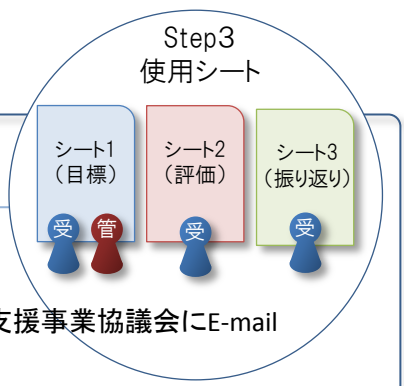 Step3
使用シート
シート1
（目標）
シート2
（評価）
シート3
（振り返り）
受
管
受
受
支援事業協議会にE-mail